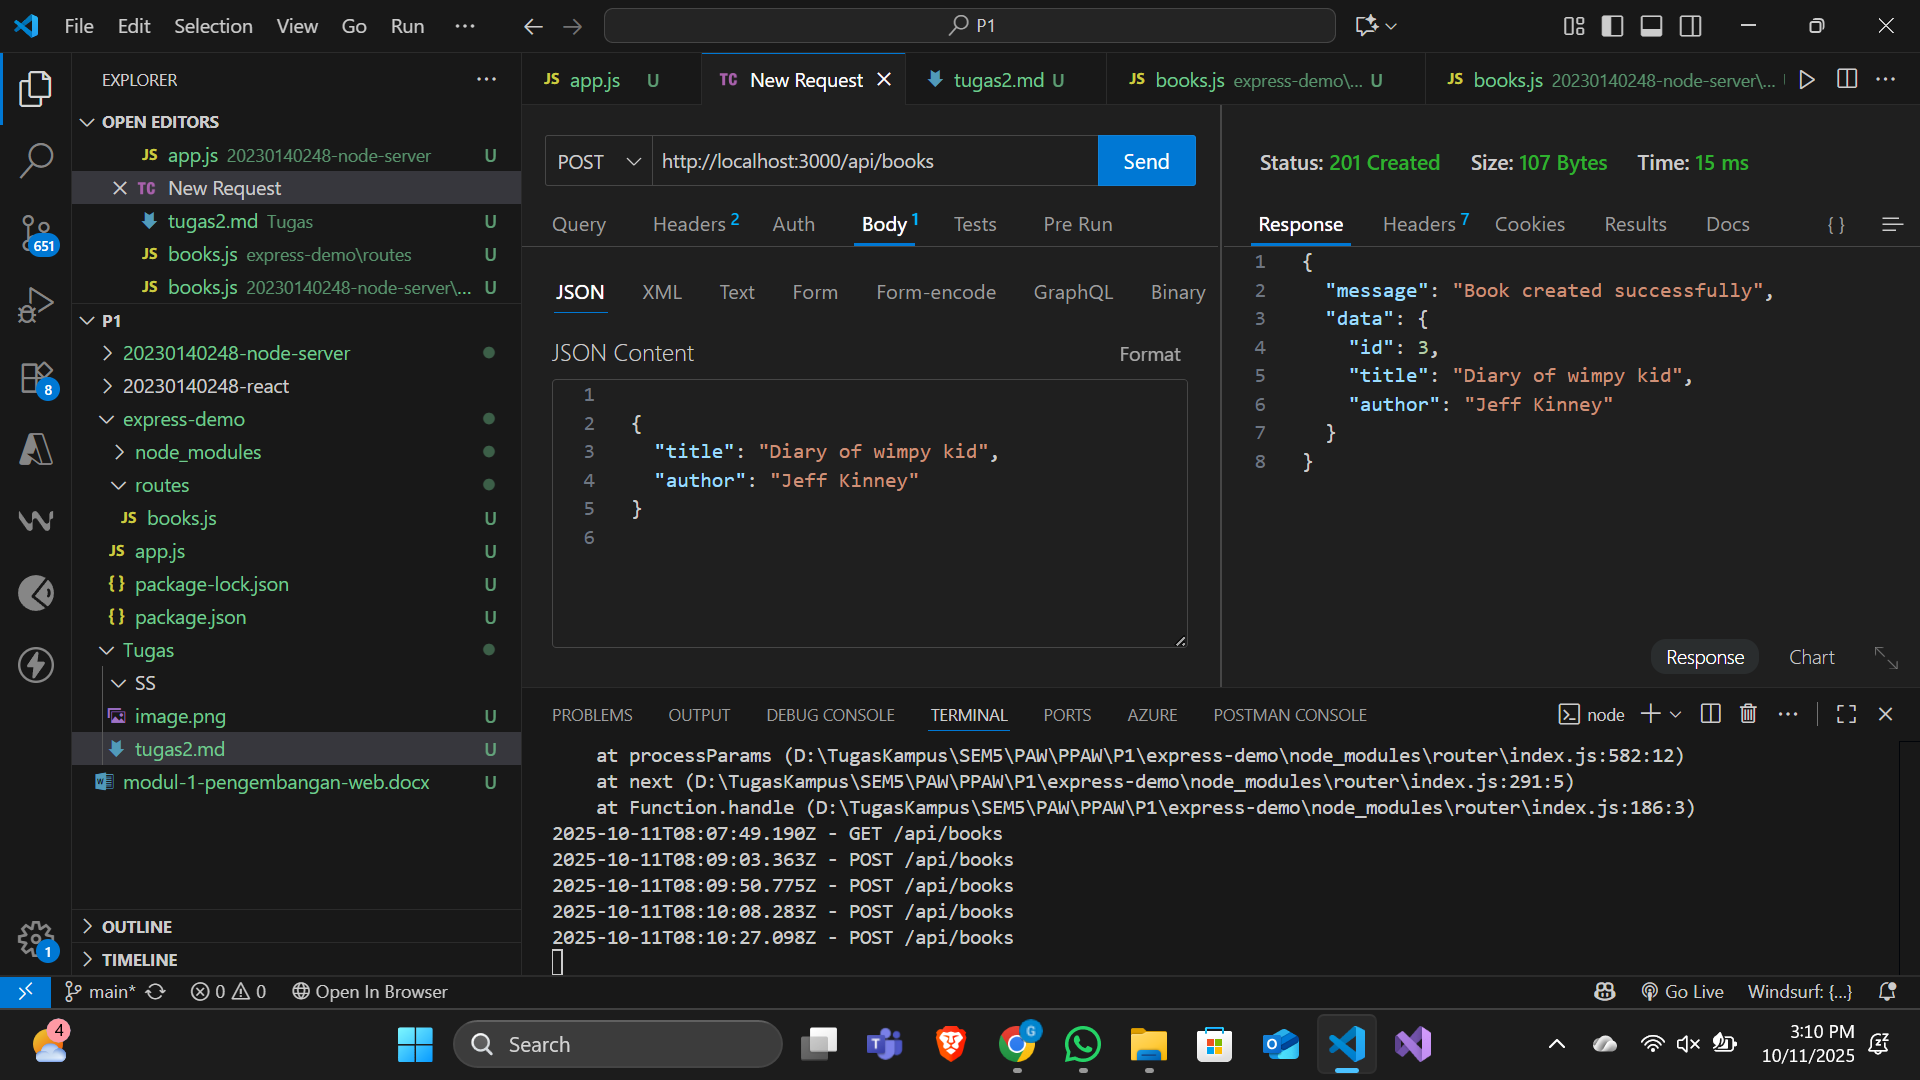 File Edit Selection View Go Run ··· P1
EXPLORER ···
OPEN EDITORS
JS app.js 20230140248-node-server U
TC New Request
tugas2.md Tugas U
JS books.js express-demo\routes U
JS books.js 20230140248-node-server\... U
P1
20230140248-node-server
20230140248-react
express-demo
node_modules
routes
JS books.js U
JS app.js U
{} package-lock.json U
{} package.json U
Tugas
SS
image.png U
tugas2.md U
modul-1-pengembangan-web.docx U
OUTLINE
TIMELINE
651
8
1
JS app.js U TC New Request tugas2.md U JS books.js express-demo\... U JS books.js 20230140248-node-server\... ···
POST http://localhost:3000/api/books Send
Query Headers 2 Auth Body 1 Tests Pre Run
JSON XML Text Form Form-encode GraphQL Binary
JSON Content Format
1
2 {
3 "title": "Diary of wimpy kid",
4 "author": "Jeff Kinney"
5 }
6
Status: 201 Created Size: 107 Bytes Time: 15 ms
Response Headers 7 Cookies Results Docs { }
1 {
2 "message": "Book created successfully",
3 "data": {
4 "id": 3,
5 "title": "Diary of wimpy kid",
6 "author": "Jeff Kinney"
7 }
8 }
Response Chart
PROBLEMS OUTPUT DEBUG CONSOLE TERMINAL PORTS AZURE POSTMAN CONSOLE node ···
at processParams (D:\TugasKampus\SEM5\PAW\PPAW\P1\express-demo\node_modules\router\index.js:582:12)
at next (D:\TugasKampus\SEM5\PAW\PPAW\P1\express-demo\node_modules\router\index.js:291:5)
at Function.handle (D:\TugasKampus\SEM5\PAW\PPAW\P1\express-demo\node_modules\router\index.js:186:3)
2025-10-11T08:07:49.190Z - GET /api/books
2025-10-11T08:09:03.363Z - POST /api/books
2025-10-11T08:09:50.775Z - POST /api/books
2025-10-11T08:10:08.283Z - POST /api/books
2025-10-11T08:10:27.098Z - POST /api/books
main* 0 0 Open In Browser Go Live Windsurf: {...}
4 Search G 3:10 PM
10/11/2025